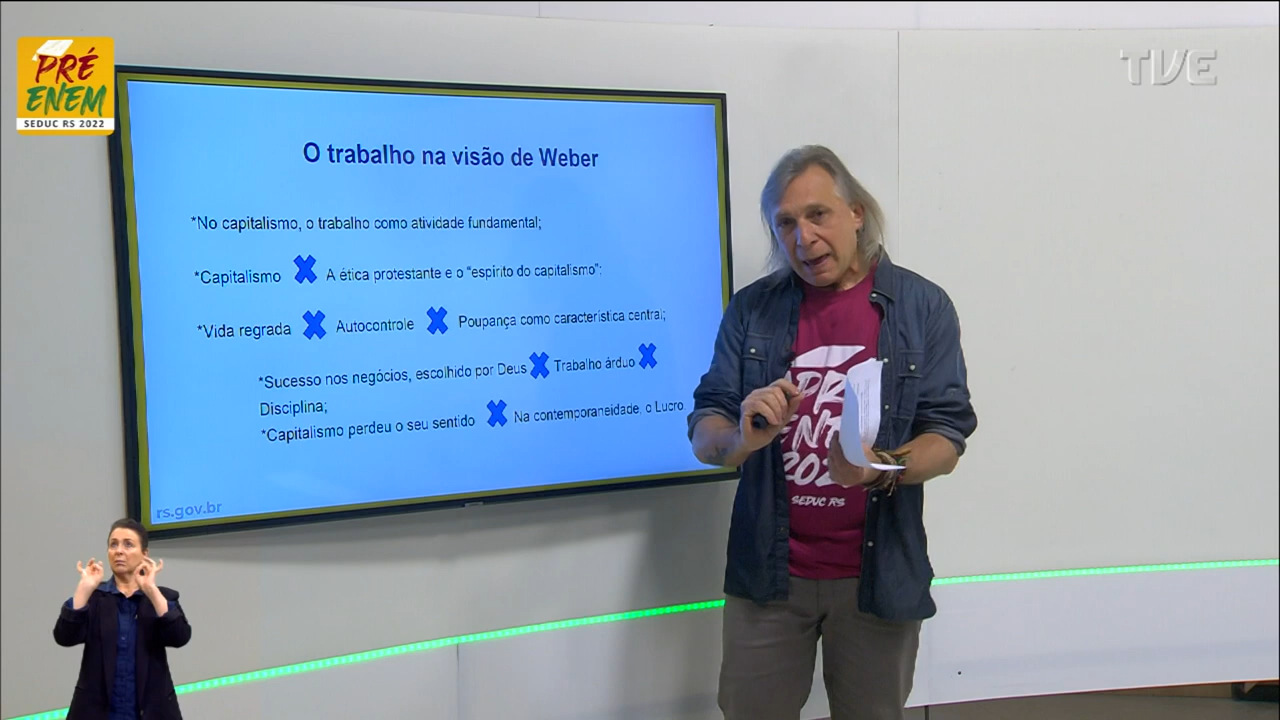 PRÉ
ENEM
SEDUC RS 2022
TVE
O trabalho na visão de Weber
*No capitalismo, o trabalho como atividade fundamental;
*Capitalismo A ética protestante e o “espirito do capitalismo”:
*Vida regrada Autocontrole Poupança como característica central;
*Sucesso nos negócios, escolhido por Deus Trabalho árduo
Disciplina;
*Capitalismo perdeu o seu sentido Na contemporaneidade, o Lucro
rs.gov.br
SEDUC RS